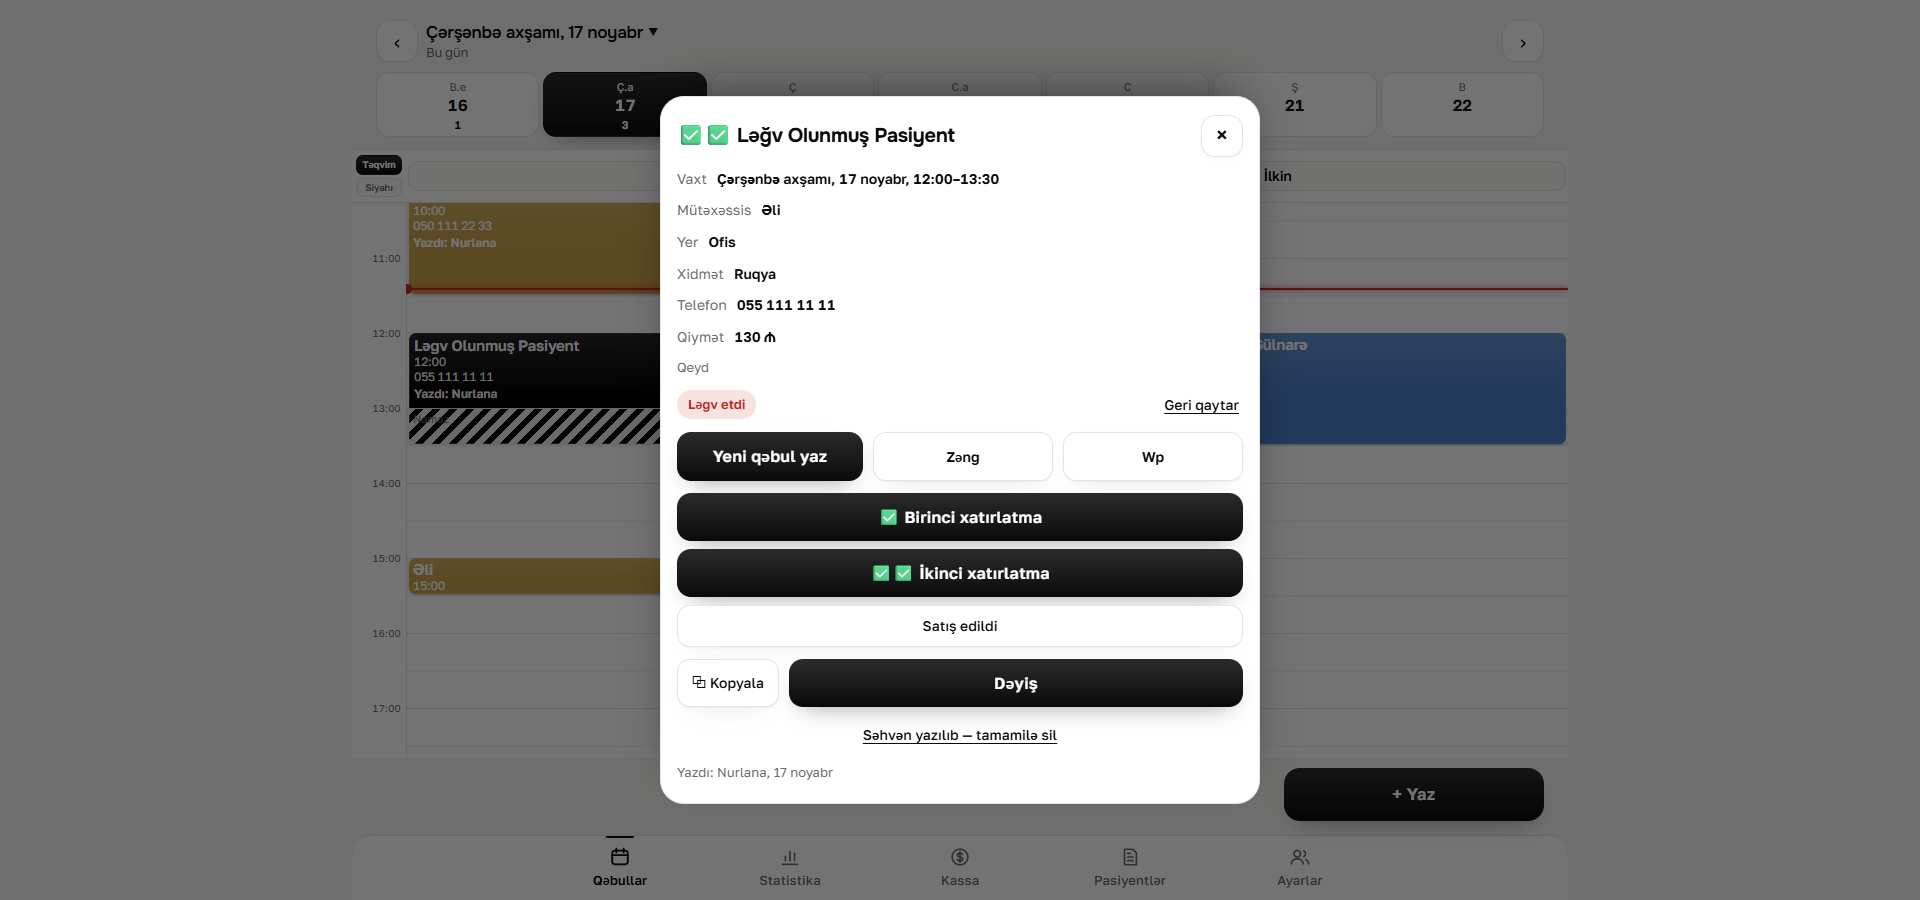 Çərşənbə axşamı, 17 noyabr ▼
Bu gün
B.e
16
1
Ç.a
17
3
Ç
C.a
C
Ş
21
B
22
Təqvim
Siyahı
İlkin
10:00
050 111 22 33
Yazdı: Nurlana
11:00
12:00
Ləgv Olunmuş Pasiyent
12:00
055 111 11 11
Yazdı: Nurlana
13:00
Gülnarə
14:00
15:00
Əli
15:00
16:00
17:00
✅ ✅ Ləğv Olunmuş Pasiyent
×
Vaxt Çərşənbə axşamı, 17 noyabr, 12:00–13:30
Mütəxəssis Əli
Yer Ofis
Xidmət Ruqya
Telefon 055 111 11 11
Qiymət 130 ₼
Qeyd
Ləgv etdi
Geri qaytar
Yeni qəbul yaz
Zəng
Wp
✅ Birinci xatırlatma
✅ ✅ İkinci xatırlatma
Satış edildi
Kopyala
Dəyiş
Səhvən yazılıb — tamamilə sil
Yazdı: Nurlana, 17 noyabr
+ Yaz
Qəbullar
Statistika
Kassa
Pasiyentlər
Ayarlar